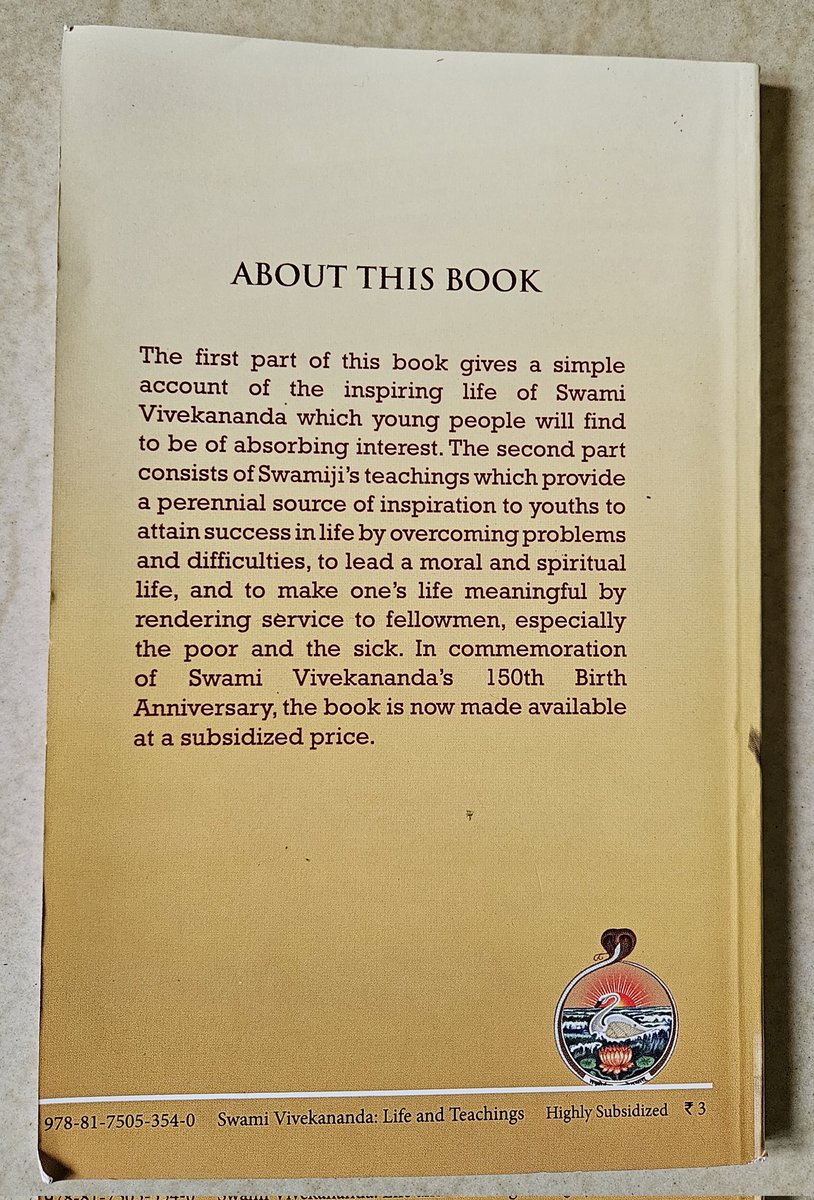 ABOUT THIS BOOK
The first part of this book gives a simple
account of the inspiring life of Swami
Vivekananda which young people will find
to be of absorbing interest. The second part
consists of Swamiji's teachings which provide
a perennial source of inspiration to youths to
attain success in life by overcoming problems
and difficulties, to lead a moral and spiritual
life, and to make one's life meaningful by
rendering service to fellowmen, especially
the poor and the sick. In commemoration
of Swami Vivekananda's 150th Birth
Anniversary, the book is now made available
at a subsidized price.
₹
978-81-7505-354-0 Swami Vivekananda: Life and Teachings Highly Subsidized ₹ 3